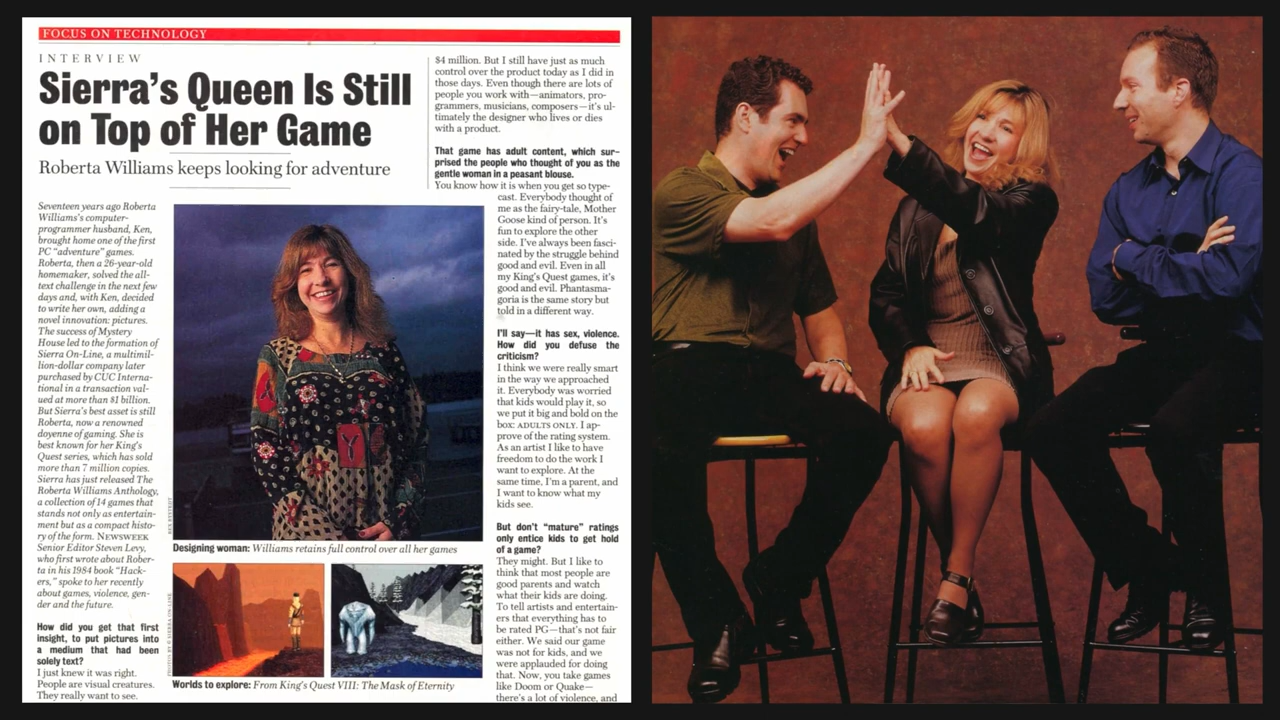 FOCUS ON TECHNOLOGY
INTERVIEW
Sierra's Queen Is Still
on Top of Her Game
Roberta Williams keeps looking for adventure
Seventeen years ago Roberta
Williams's computer-
programmer husband, Ken,
brought home one of the first
PC "adventure" games.
Roberta, then a 26-year-old
homemaker, solved the all-
text challenge in the next few
days and, with Ken, decided
to write her own, adding a
novel innovation: pictures.
The success of Mystery
House led to the formation of
Sierra On-Line, a multimil-
lion-dollar company later
purchased by CUC Interna-
tional in a transaction val-
ued at more than $1 billion.
But Sierra's best asset is still
Roberta, now a renowned
doyenne of gaming. She is
best known for her King's
Quest series, which has sold
more than 7 million copies.
Sierra has just released The
Roberta Williams Anthology,
a collection of 14 games that
stands not only as entertain-
ment but as a compact histo-
ry of the form. NEWSWEEK
Senior Editor Steven Levy,
who first wrote about Rober-
ta in his 1984 book "Hack-
ers," spoke to her recently
about games, violence, gen-
der and the future.
How did you get that first
insight, to put pictures into
a medium that had been
solely text?
I just knew it was right.
People are visual creatures.
They really want to see.
Designing woman: Williams retains full control over all her games
Worlds to explore: From King's Quest VIII: The Mask of Eternity
$4 million. But I still have just as much
control over the product today as I did in
those days. Even though there are lots of
people you work with—animators, pro-
grammers, musicians, composers—it's ul-
timately the designer who lives or dies
with a product.
That game has adult content, which sur-
prised the people who thought of you as the
gentle woman in a peasant blouse.
You know how it is when you get so type-
cast. Everybody thought of
me as the fairy-tale, Mother
Goose kind of person. It's
fun to explore the other
side. I've always been fasci-
nated by the struggle behind
good and evil. Even in all
my King's Quest games, it's
good and evil. Phantasma-
goria is the same story but
told in a different way.
I'll say—it has sex, violence.
How did you defuse the
criticism?
I think we were really smart
in the way we approached
it. Everybody was worried
that kids would play it, so
we put it big and bold on the
box: ADULTS ONLY. I ap-
prove of the rating system.
As an artist I like to have
freedom to do the work I
want to explore. At the
same time, I'm a parent, and
I want to know what my
kids see.
But don't "mature" ratings
only entice kids to get hold
of a game?
They might. But I like to
think that most people are
good parents and watch
what their kids are doing.
To tell artists and entertain-
ers that everything has to
be rated PG—that's not fair
either. We said our game
was not for kids, and we
were applauded for doing
that. Now, you take games
like Doom or Quake—
there's a lot of violence, and